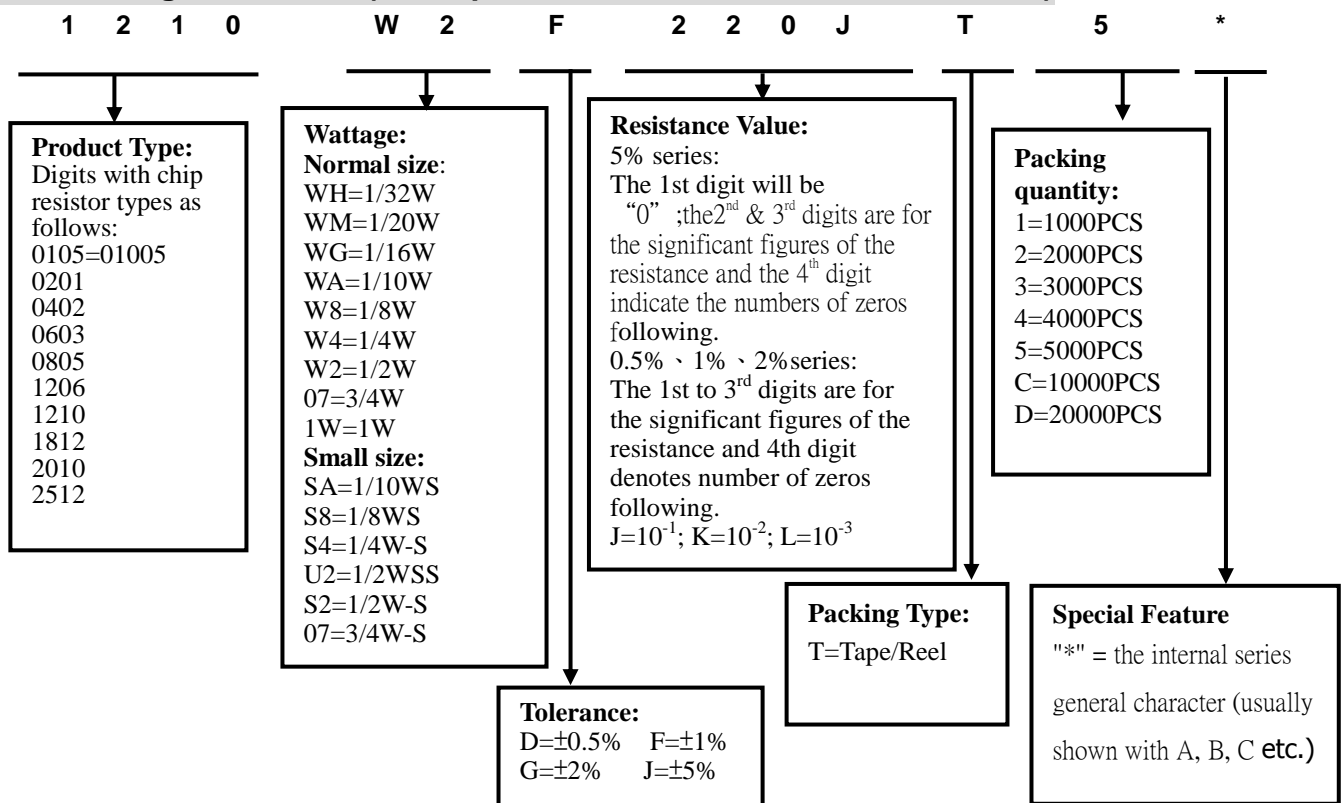 1 2 1 0 W 2 F 2 2 0 J T 5 *
Product Type:
Digits with chip
resistor types as
follows:
0105=01005
0201
0402
0603
0805
1206
1210
1812
2010
2512
Wattage:
Normal size:
WH=1/32W
WM=1/20W
WG=1/16W
WA=1/10W
W8=1/8W
W4=1/4W
W2=1/2W
07=3/4W
1W=1W
Small size:
SA=1/10WS
S8=1/8WS
S4=1/4W-S
U2=1/2WSS
S2=1/2W-S
07=3/4W-S
Tolerance:
D=±0.5% F=±1%
G=±2% J=±5%
Resistance Value:
5% series:
The 1st digit will be
“0” ;the2nd & 3rd digits are for
the significant figures of the
resistance and the 4th digit
indicate the numbers of zeros
following.
0.5%、1%、2%series:
The 1st to 3rd digits are for
the significant figures of the
resistance and 4th digit
denotes number of zeros
following.
J=10-1; K=10-2; L=10-3
Packing Type:
T=Tape/Reel
Packing
quantity:
1=1000PCS
2=2000PCS
3=3000PCS
4=4000PCS
5=5000PCS
C=10000PCS
D=20000PCS
Special Feature
"*" = the internal series
general character (usually
shown with A, B, C etc.)